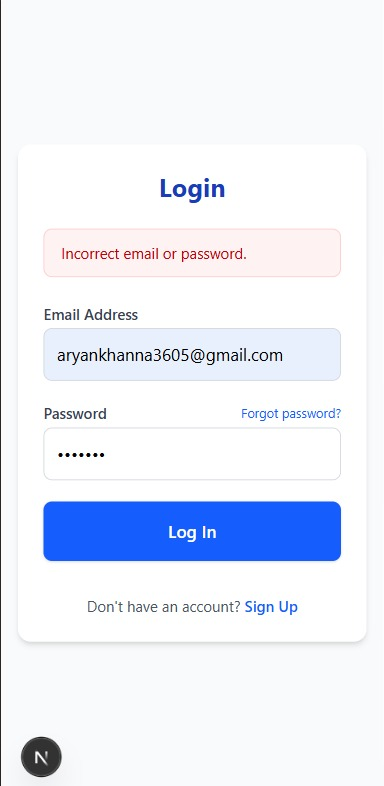 Login
Incorrect email or password.
Email Address
aryankhanna3605@gmail.com
Password Forgot password?
•••••••
Log In
Don't have an account? Sign Up
N